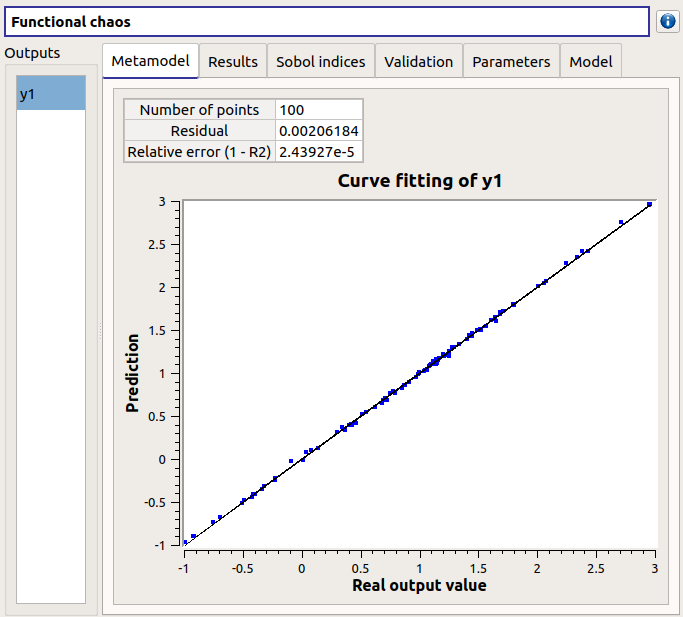 Functional chaos
Outputs
y1
Metamodel Results Sobol indices Validation Parameters Model
Number of points 100
Residual 0.00206184
Relative error (1 - R2) 2.43927e-5
Curve fitting of y1
3
2.5
2
1.5
1
0.5
0
-0.5
-1
Prediction
-1 -0.5 0 0.5 1 1.5 2 2.5 3
Real output value